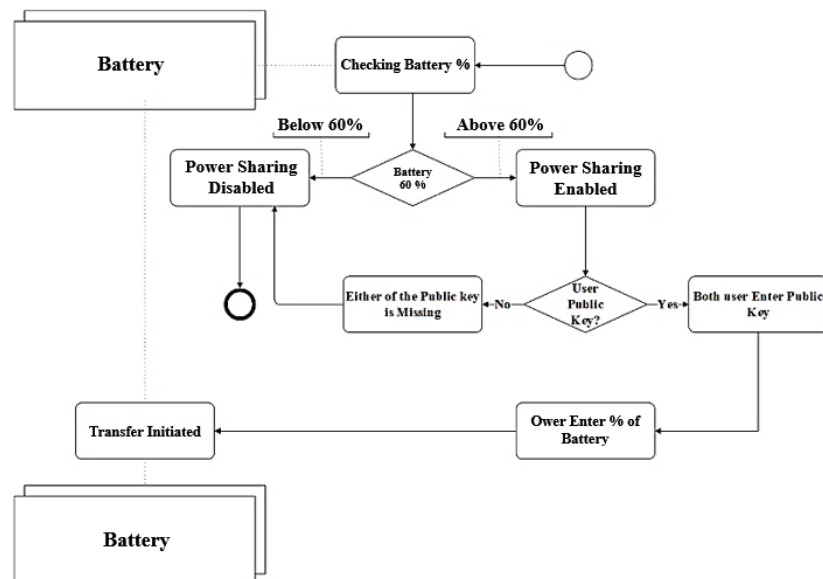 Battery
Checking Battery %
Below 60%
Above 60%
Power Sharing
Disabled
Battery
60 %
Power Sharing
Enabled
Either of the Public key
is Missing
No
User
Public
Key?
Yes
Both user Enter Public
Key
Transfer Initiated
Ower Enter % of
Battery
Battery